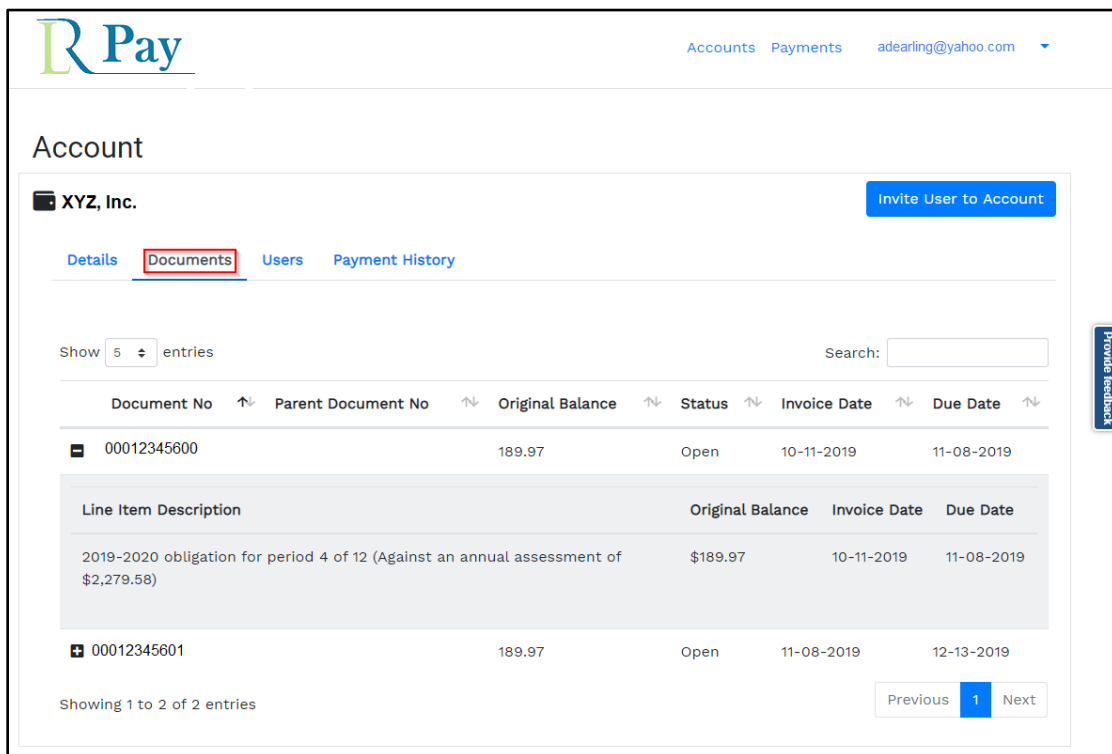 R Pay
Accounts Payments adearling@yahoo.com
Account
XYZ, Inc.
Invite User to Account
Details Documents Users Payment History
Show 5 entries
Search:
Document No Parent Document No Original Balance Status Invoice Date Due Date
00012345600 189.97 Open 10-11-2019 11-08-2019
Line Item Description Original Balance Invoice Date Due Date
2019-2020 obligation for period 4 of 12 (Against an annual assessment of $189.97 10-11-2019 11-08-2019
$2,279.58)
00012345601 189.97 Open 11-08-2019 12-13-2019
Showing 1 to 2 of 2 entries
Previous 1 Next
Provide feedback